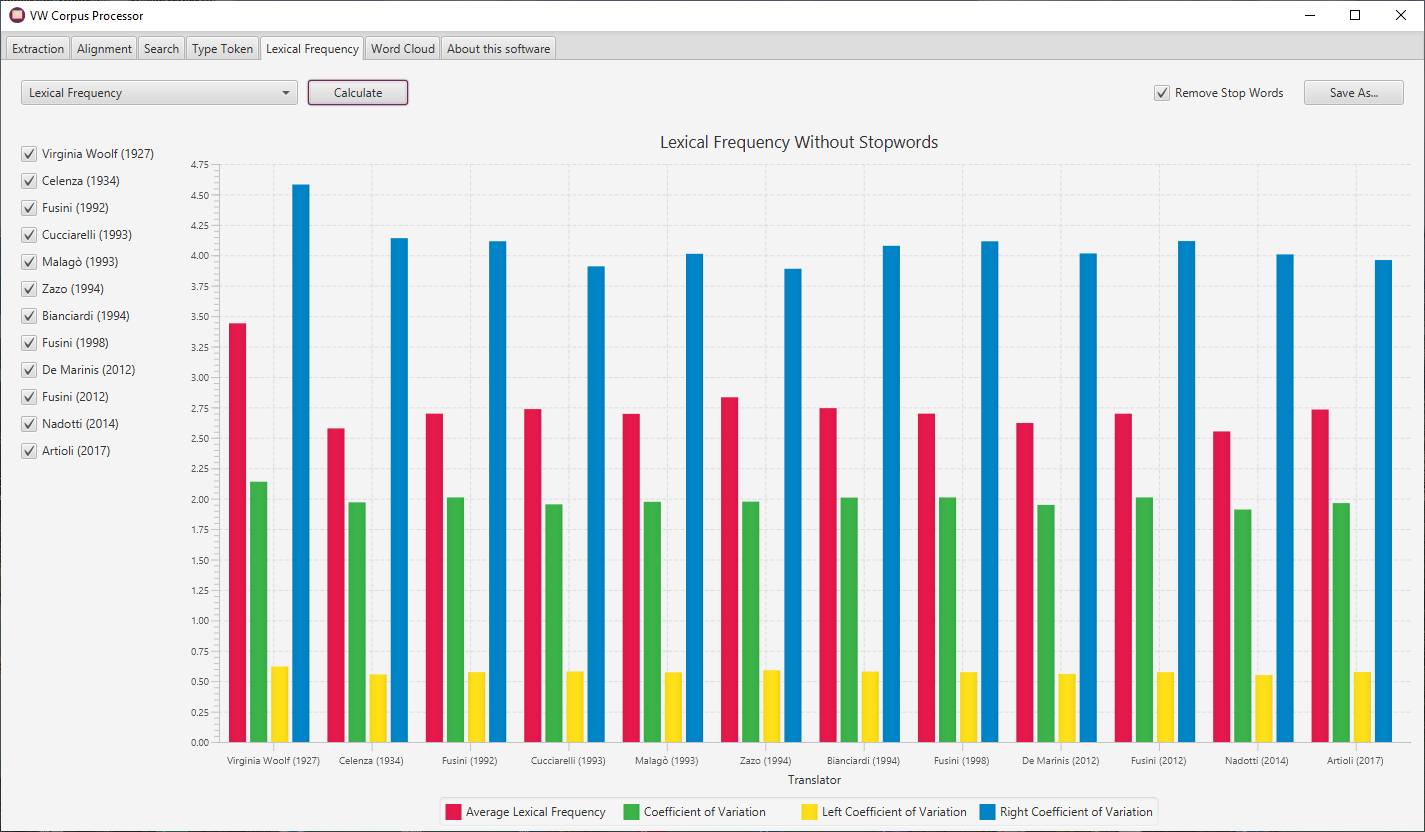 VW Corpus Processor
Extraction Alignment Search Type Token Lexical Frequency Word Cloud About this software
Lexical Frequency Calculate Remove Stop Words Save As...
Virginia Woolf (1927)
Celenza (1934)
Fusini (1992)
Cucciarelli (1993)
Malagò (1993)
Zazo (1994)
Bianciardi (1994)
Fusini (1998)
De Marinis (2012)
Fusini (2012)
Nadotti (2014)
Artioli (2017)
Lexical Frequency Without Stopwords
4.75
4.50
4.25
4.00
3.75
3.50
3.25
3.00
2.75
2.50
2.25
2.00
1.75
1.50
1.25
1.00
0.75
0.50
0.25
0.00
Virginia Woolf (1927) Celenza (1934) Fusini (1992) Cucciarelli (1993) Malagò (1993) Zazo (1994) Bianciardi (1994) Fusini (1998) De Marinis (2012) Fusini (2012) Nadotti (2014) Artioli (2017)
Translator
Average Lexical Frequency Coefficient of Variation Left Coefficient of Variation Right Coefficient of Variation